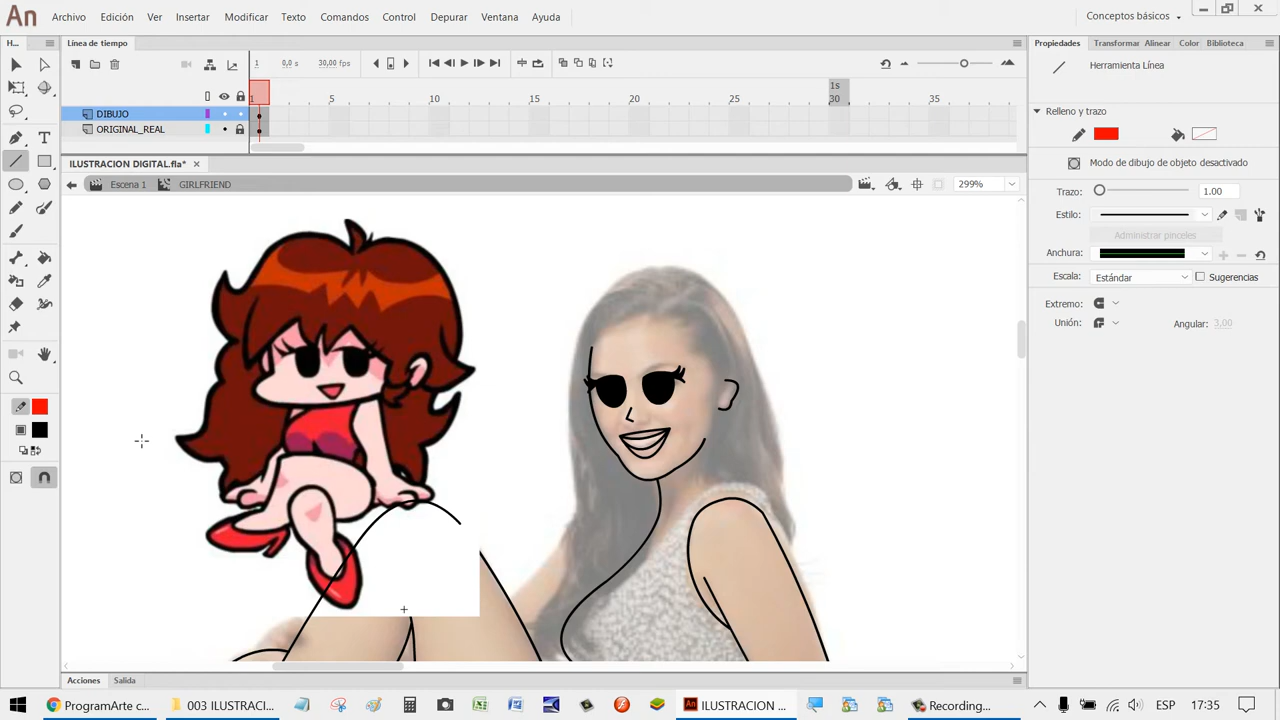 An Archivo Edición Ver Insertar Modificar Texto Comandos Control Depurar Ventana Ayuda Conceptos básicos
H... Línea de tiempo Propiedades Transformar Alinear Color Biblioteca
1 0,0 s 30,00 fps Herramienta Línea
1s
1 5 10 15 20 25 30 35
Relleno y trazo
DIBUJO
ORIGINAL_REAL
ILUSTRACION DIGITAL.fla* Modo de dibujo de objeto desactivado
Escena 1 GIRLFRIEND 299%
Trazo: 1.00
Estilo:
Administrar pinceles
Anchura:
Escala: Estándar Sugerencias
Extremo:
Unión: Angular: 3,00
Acciones Salida
ProgramArte c... 003 ILUSTRACI... An ILUSTRACION ... Recording... ESP 17:35